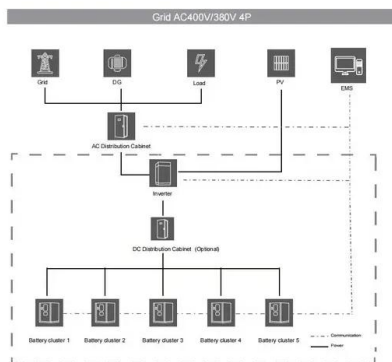 Grid AC400V/380V 4P
Grid
DG
Load
PV
EMS
AC Distribution Cabinet
Inverter
DC Distribution Cabinet (Optional)
Battery cluster 1
Battery cluster 2
Battery cluster 3
Battery cluster 4
Battery cluster 5
Communication
Power